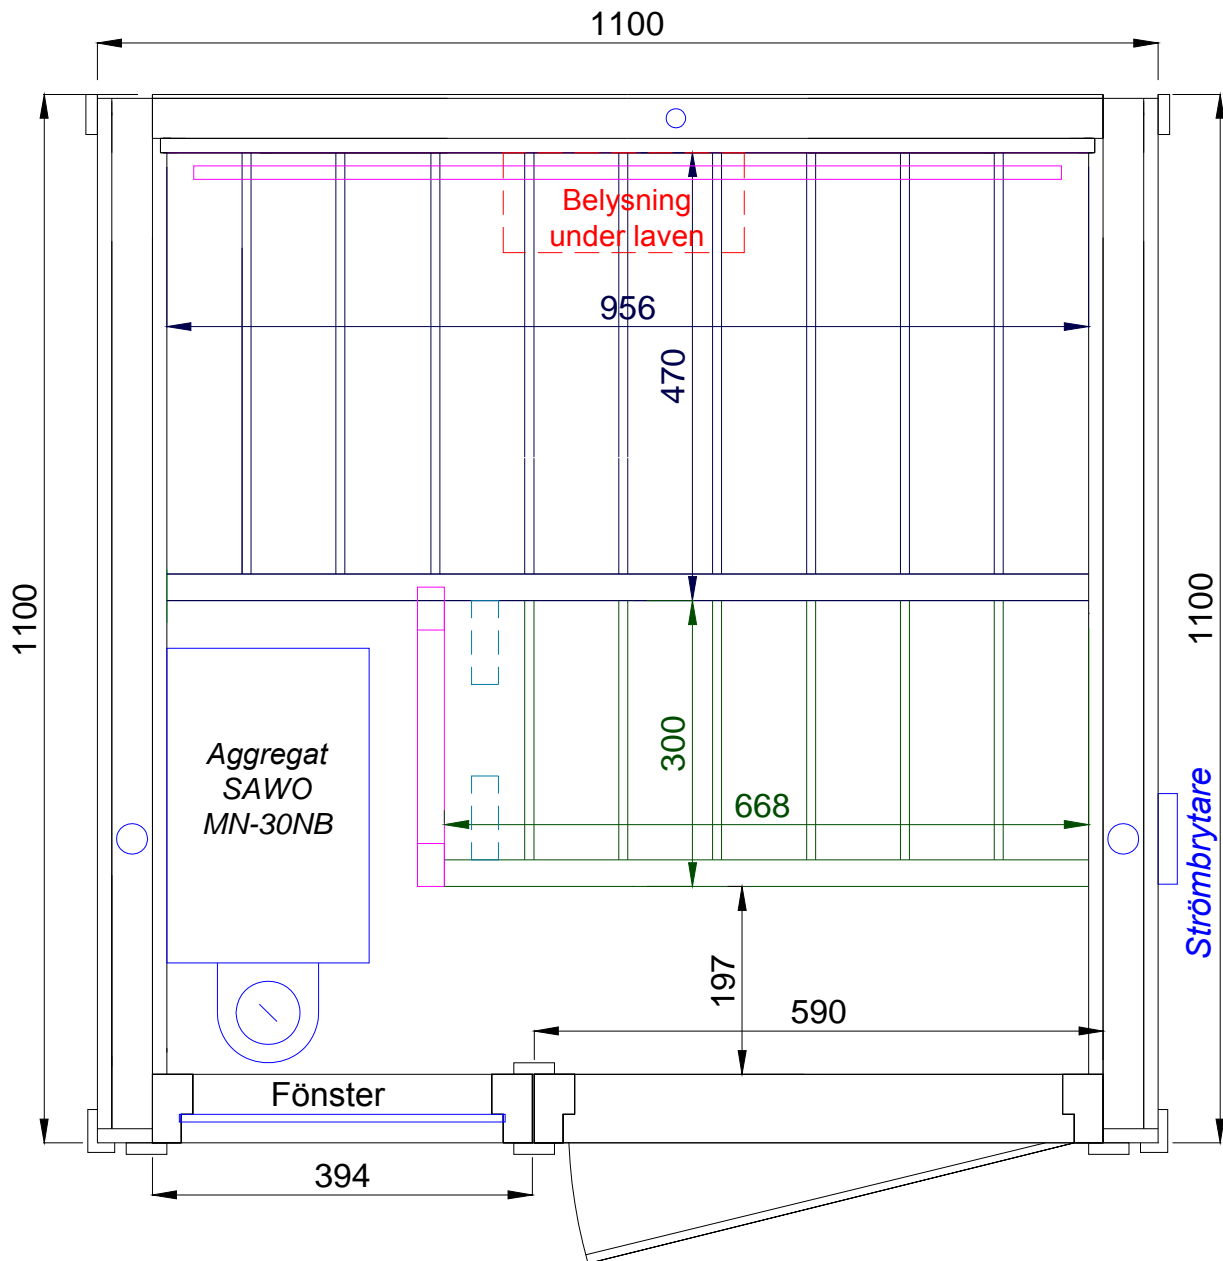 1100
Belysning
under laven
956
470
1100
1100
Aggregat
SAWO
MN-30NB
300
668
Strömbrytare
197
590
Fönster
394